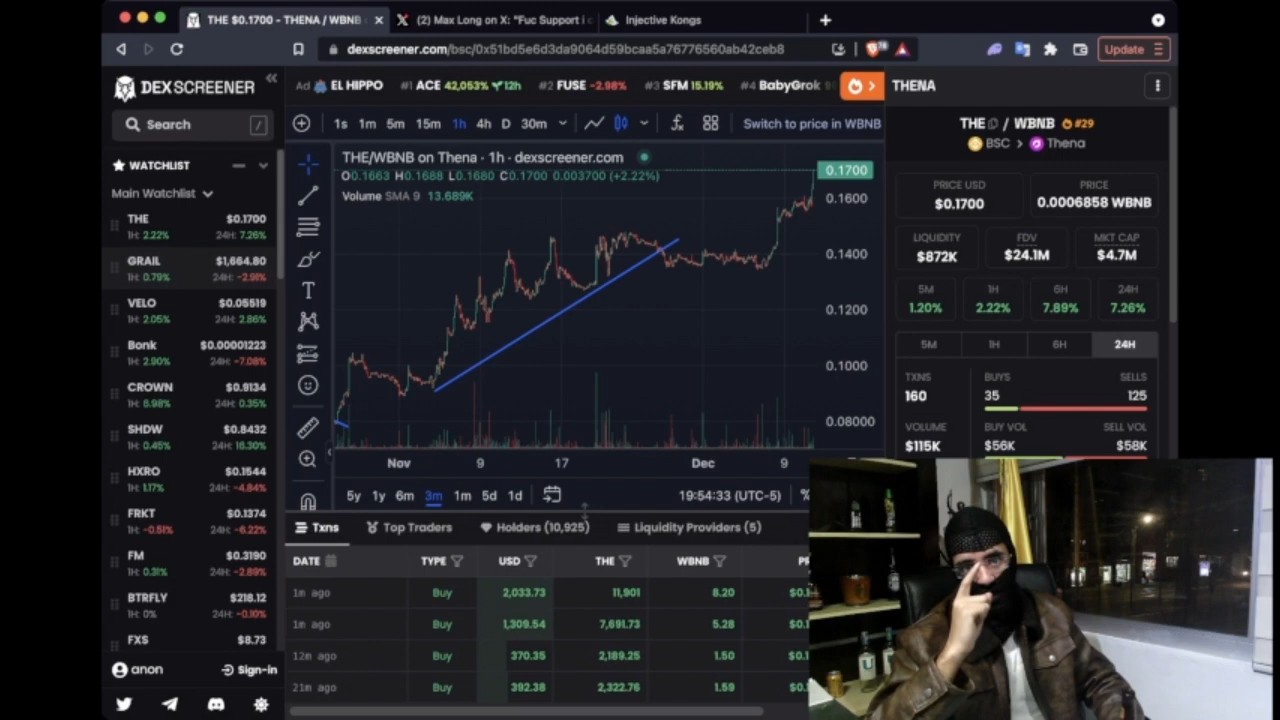 THE $0.1700 - THENA / WBNB
(2) Max Long on X: "Fuc Support i
Injective Kongs
dexscreener.com/bsc/0x51bd5e6d3da9064d59bcaa5a76776560ab42ceb8
Update
DEXSCREENER
Ad EL HIPPO #1 ACE 42,053% 12h #2 FUSE -2.98% #3 SFM 15.19% #4 BabyGrok
THENA
Search /
1s 1m 5m 15m 1h 4h D 30m Switch to price in WBNB
THE / WBNB #29
BSC > Thena
WATCHLIST
Main Watchlist
THE $0.1700
1H: 2.22% 24H: 7.26%
GRAIL $1,664.80
1H: 0.79% 24H: -2.91%
VELO $0.05519
1H: 2.05% 24H: 2.86%
Bonk $0.00001223
1H: 2.90% 24H: -7.08%
CROWN $0.9134
1H: 6.98% 24H: 0.35%
SHDW $0.8432
1H: 0.45% 24H: 16.30%
HXRO $0.1544
1H: 1.17% 24H: -4.84%
FRKT $0.1374
1H: -0.51% 24H: -6.22%
FM $0.3190
1H: 0.31% 24H: -2.89%
BTRFLY $218.12
1H: 0% 24H: -0.10%
FXS $8.73
anon Sign-in
THE/WBNB on Thena · 1h · dexscreener.com
O0.1663 H0.1688 L0.1680 C0.1700 0.003700 (+2.22%)
Volume SMA 9 13.689K
0.1700
0.1600
0.1400
0.1200
0.1000
0.08000
Nov 9 17 Dec 9
5y 1y 6m 3m 1m 5d 1d 19:54:33 (UTC-5) %
PRICE USD
$0.1700
PRICE
0.0006858 WBNB
LIQUIDITY
$872K
FDV
$24.1M
MKT CAP
$4.7M
5M
1.20%
1H
2.22%
6H
7.89%
24H
7.26%
5M 1H 6H 24H
TXNS
160
BUYS SELLS
35 125
VOLUME
$115K
BUY VOL SELL VOL
$56K $58K
Txns Top Traders Holders (10,925) Liquidity Providers (5)
DATE TYPE USD THE WBNB PR
1m ago Buy 2,033.73 11,901 8.20 $0.1
1m ago Buy 1,309.54 7,691.73 5.28 $0.1
12m ago Buy 370.35 2,189.25 1.50 $0.1
21m ago Buy 392.38 2,322.76 1.59 $0.1